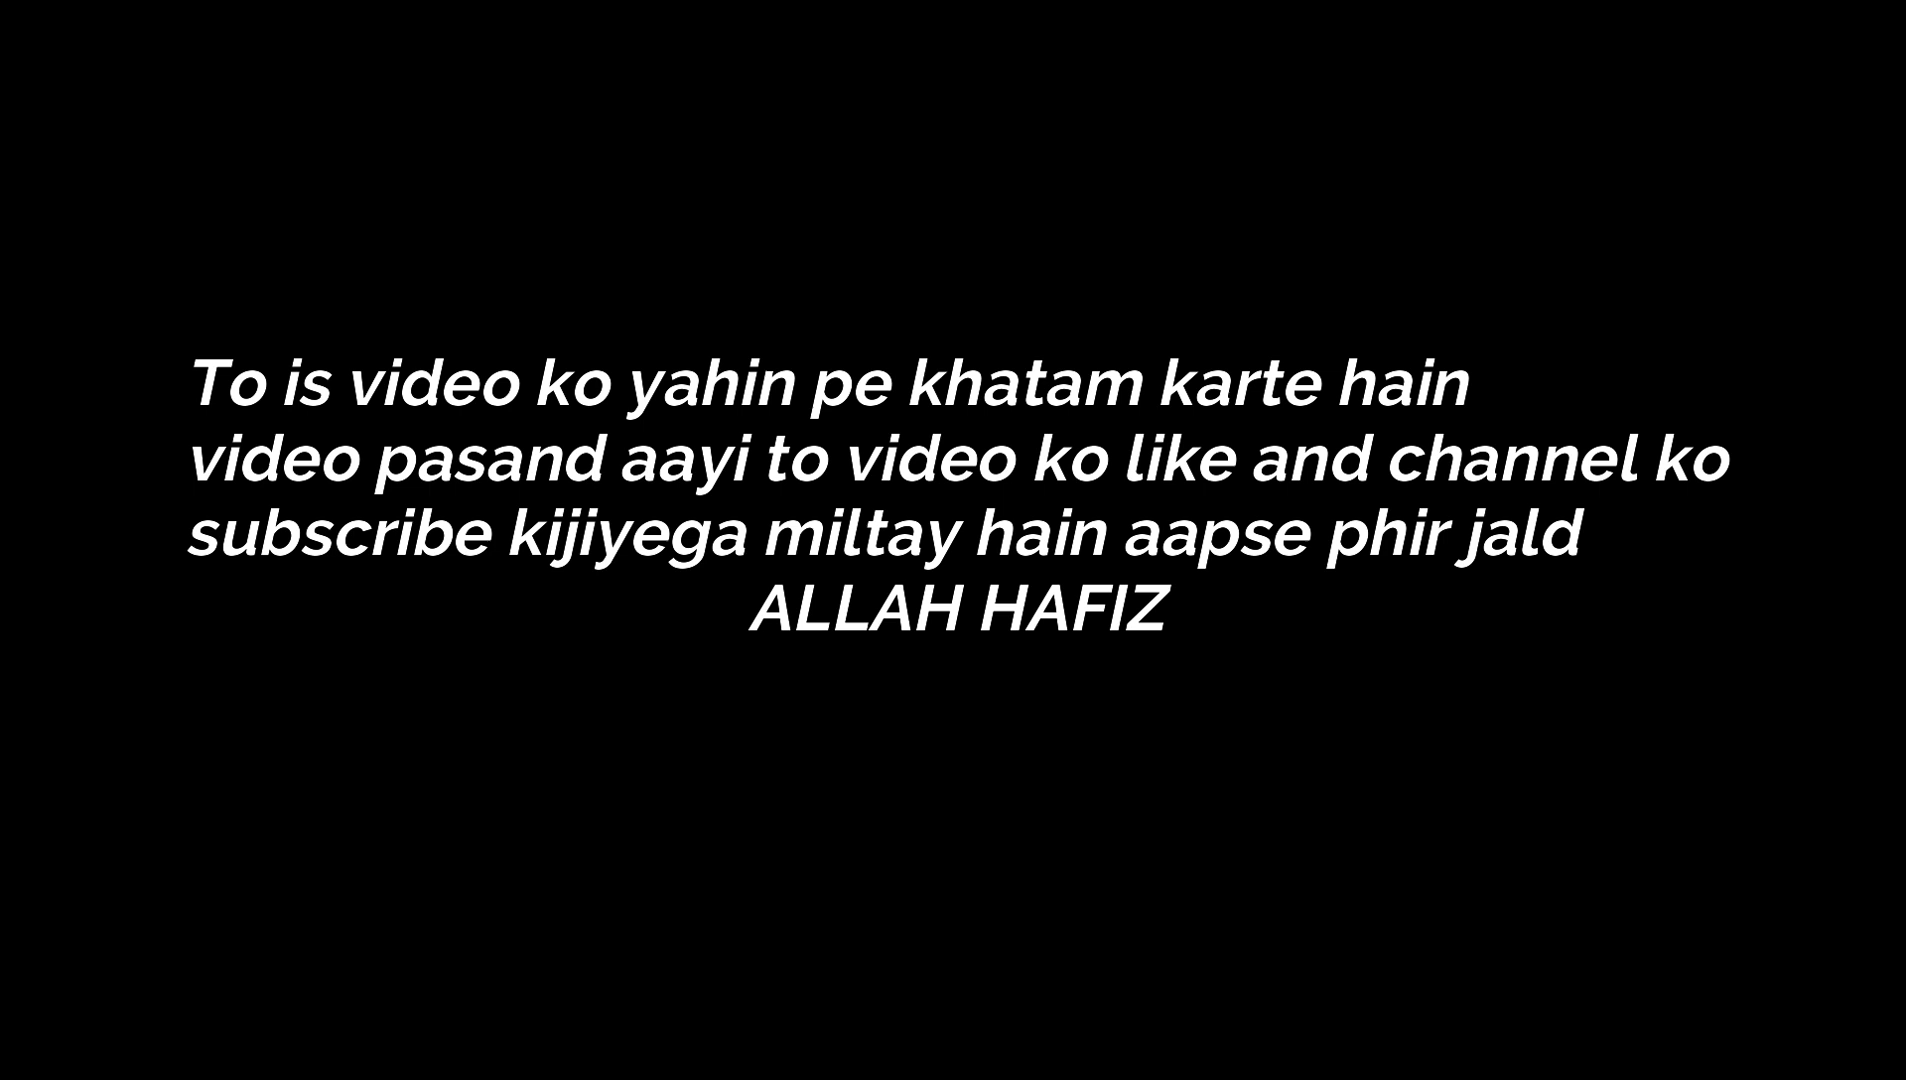 To is video ko yahin pe khatam karte hain
video pasand aayi to video ko like and channel ko
subscribe kijiyega miltay hain aapse phir jald
ALLAH HAFIZ